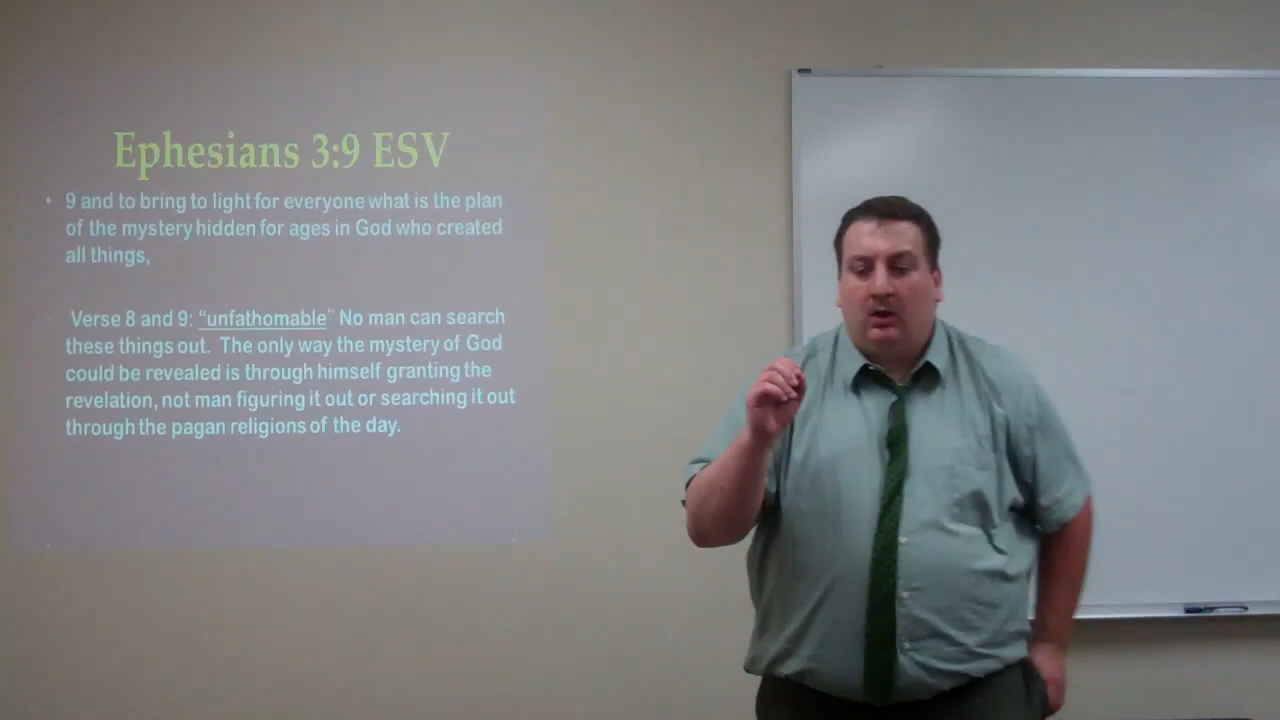 Ephesians 3:9 ESV
• 9 and to bring to light for everyone what is the plan
of the mystery hidden for ages in God who created
all things,
Verse 8 and 9: “unfathomable” No man can search
these things out. The only way the mystery of God
could be revealed is through himself granting the
revelation, not man figuring it out or searching it out
through the pagan religions of the day.